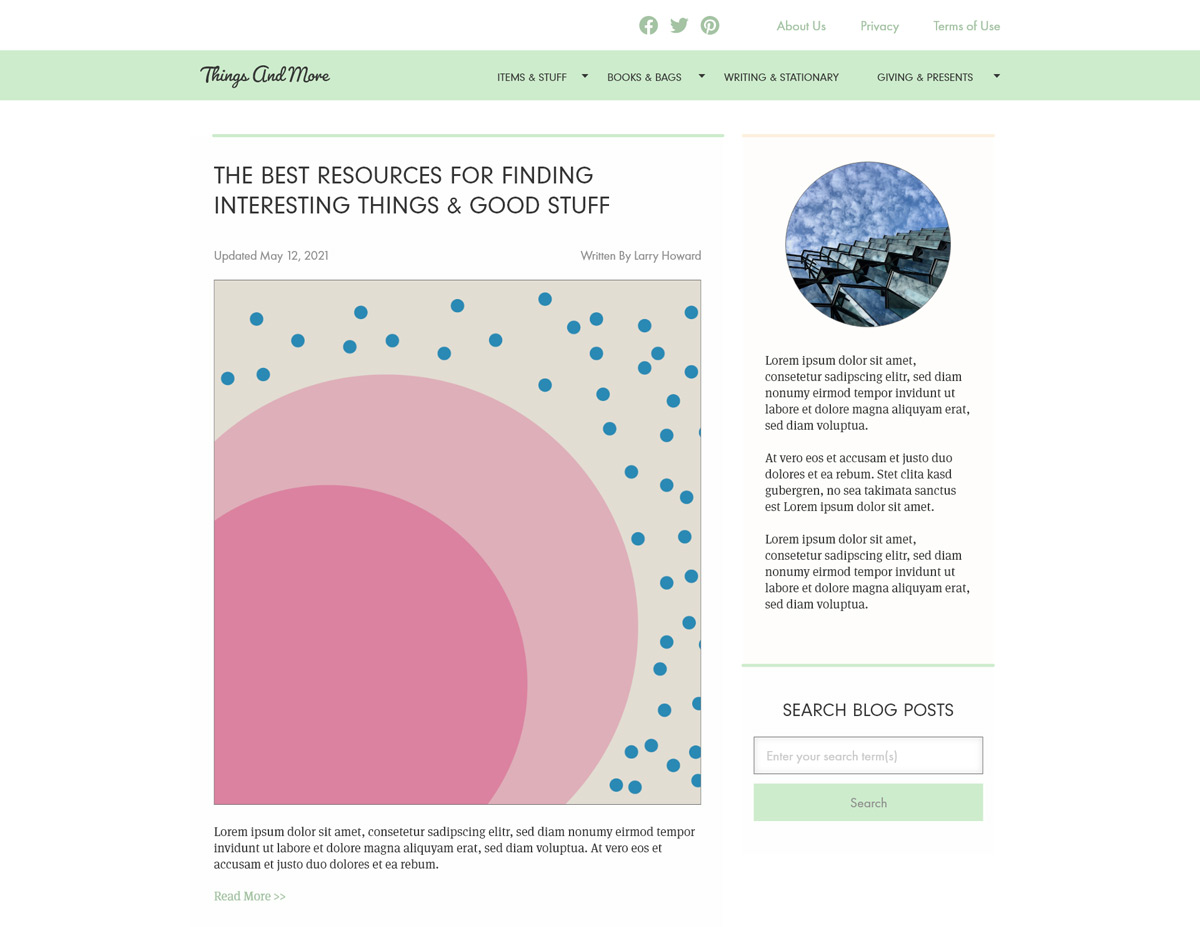 About Us Privacy Terms of Use
Things And More ITEMS & STUFF BOOKS & BAGS WRITING & STATIONARY GIVING & PRESENTS
THE BEST RESOURCES FOR FINDING
INTERESTING THINGS & GOOD STUFF
Updated May 12, 2021 Written By Larry Howard
Lorem ipsum dolor sit amet, consetetur sadipscing elitr, sed diam nonumy eirmod tempor
invidunt ut labore et dolore magna aliquyam erat, sed diam voluptua. At vero eos et
accusam et justo duo dolores et ea rebum.
Read More >>
Lorem ipsum dolor sit amet,
consetetur sadipscing elitr, sed diam
nonumy eirmod tempor invidunt ut
labore et dolore magna aliquyam erat,
sed diam voluptua.
At vero eos et accusam et justo duo
dolores et ea rebum. Stet clita kasd
gubergren, no sea takimata sanctus
est Lorem ipsum dolor sit amet.
Lorem ipsum dolor sit amet,
consetetur sadipscing elitr, sed diam
nonumy eirmod tempor invidunt ut
labore et dolore magna aliquyam erat,
sed diam voluptua.
SEARCH BLOG POSTS
Enter your search term(s)
Search